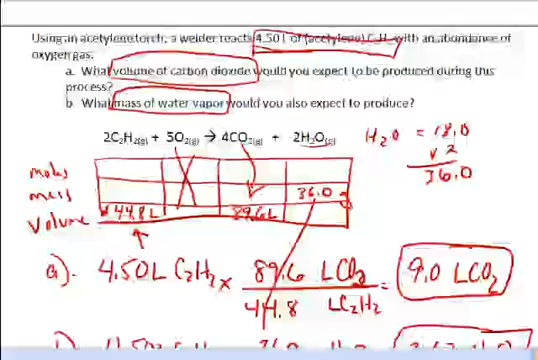 Using an acetylene torch, a welder reacts 4.50 L of (acetylene) C₂H₂ with an abundance of
oxygen gas.
a. What volume of carbon dioxide would you expect to be produced during this
process?
b. What mass of water vapor would you also expect to produce?
2C₂H₂(g) + 5O₂(g) → 4CO₂(g) + 2H₂O(g)
H₂O = 18.0
x 2
36.0
moles
mass 36.0 g
Volume 44.8 L 89.6 L
a). 4.50 L C₂H₂ x 89.6 L CO₂ = 9.0 L CO₂
44.8 L C₂H₂